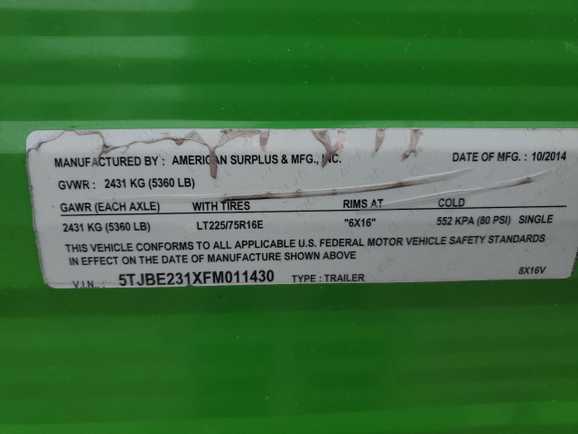 MANUFACTURED BY : AMERICAN SURPLUS & MFG., INC. DATE OF MFG. : 10/2014
GVWR : 2431 KG (5360 LB)
GAWR (EACH AXLE) WITH TIRES RIMS AT COLD
2431 KG (5360 LB) LT225/75R16E "6X16" 552 KPA (80 PSI) SINGLE
THIS VEHICLE CONFORMS TO ALL APPLICABLE U.S. FEDERAL MOTOR VEHICLE SAFETY STANDARDS
IN EFFECT ON THE DATE OF MANUFACTURE SHOWN ABOVE
V.I.N. : 5TJBE231XFM011430 TYPE : TRAILER 8X16V